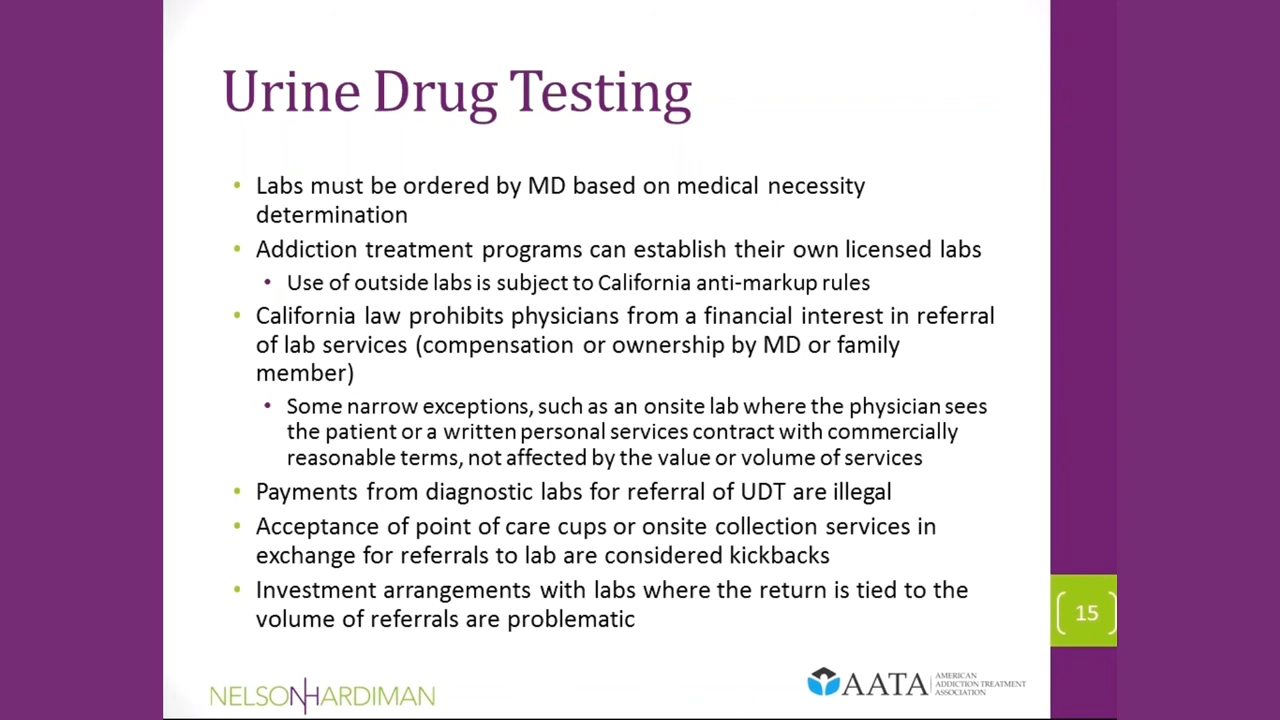 Urine Drug Testing
• Labs must be ordered by MD based on medical necessity
determination
• Addiction treatment programs can establish their own licensed labs
• Use of outside labs is subject to California anti-markup rules
• California law prohibits physicians from a financial interest in referral
of lab services (compensation or ownership by MD or family
member)
• Some narrow exceptions, such as an onsite lab where the physician sees
the patient or a written personal services contract with commercially
reasonable terms, not affected by the value or volume of services
• Payments from diagnostic labs for referral of UDT are illegal
• Acceptance of point of care cups or onsite collection services in
exchange for referrals to lab are considered kickbacks
• Investment arrangements with labs where the return is tied to the
volume of referrals are problematic
15
NELSONHARDIMAN
AATA
AMERICAN
ADDICTION TREATMENT
ASSOCIATION